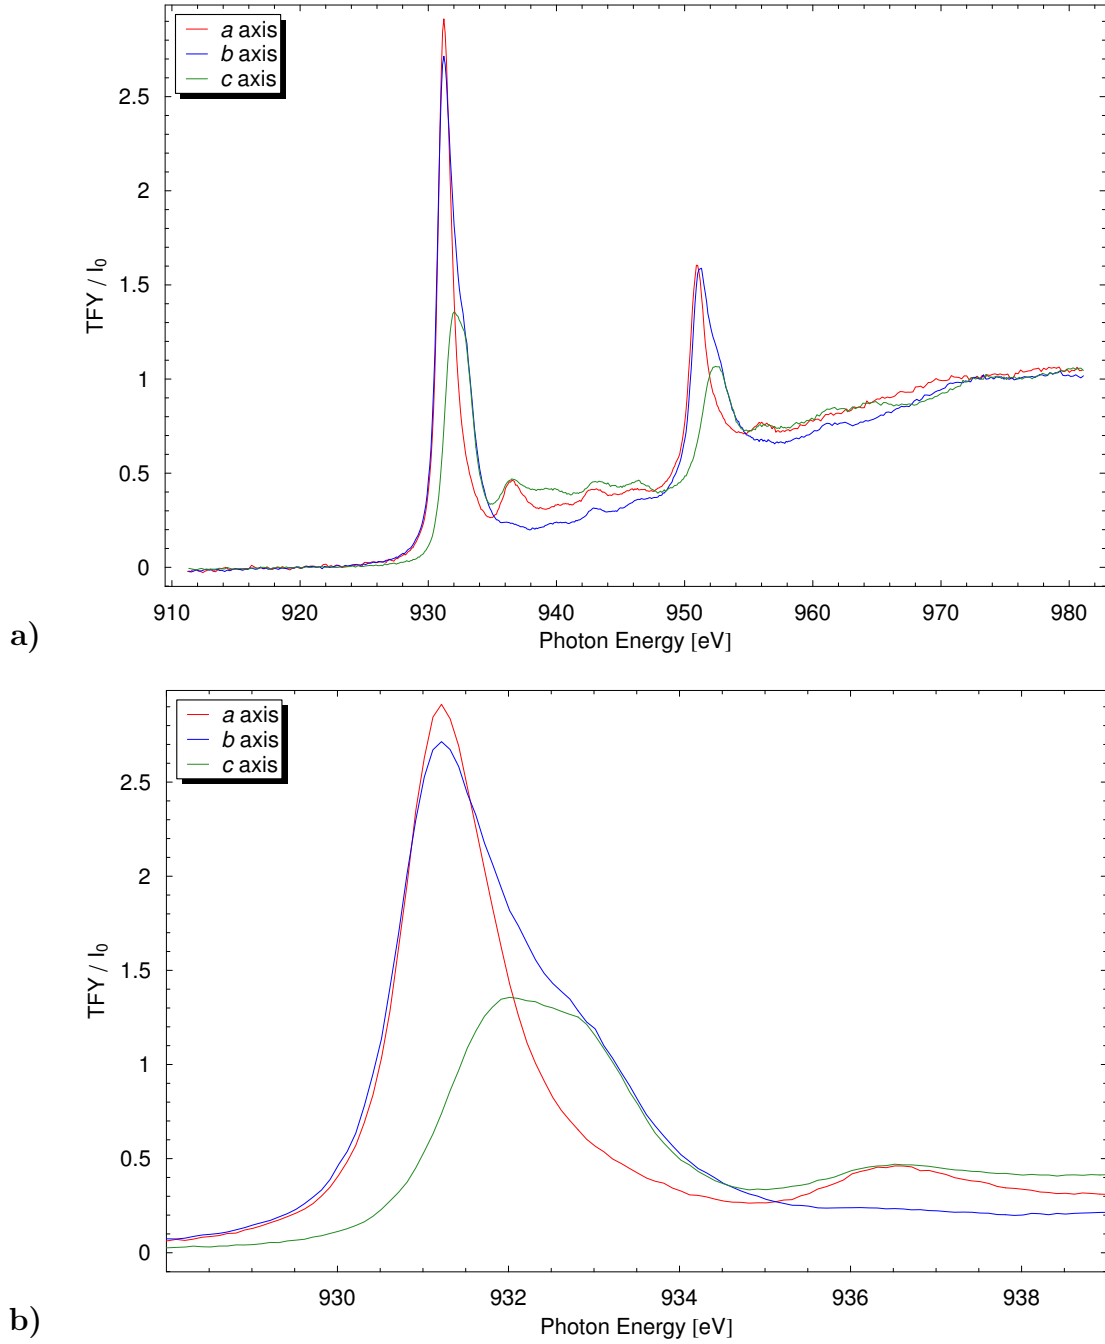 a axis
b axis
c axis
2.5
2
1.5
1
0.5
0
TFY / I0
910 920 930 940 950 960 970 980
Photon Energy [eV]
a)
a axis
b axis
c axis
2.5
2
1.5
1
0.5
0
TFY / I0
930 932 934 936 938
Photon Energy [eV]
b)